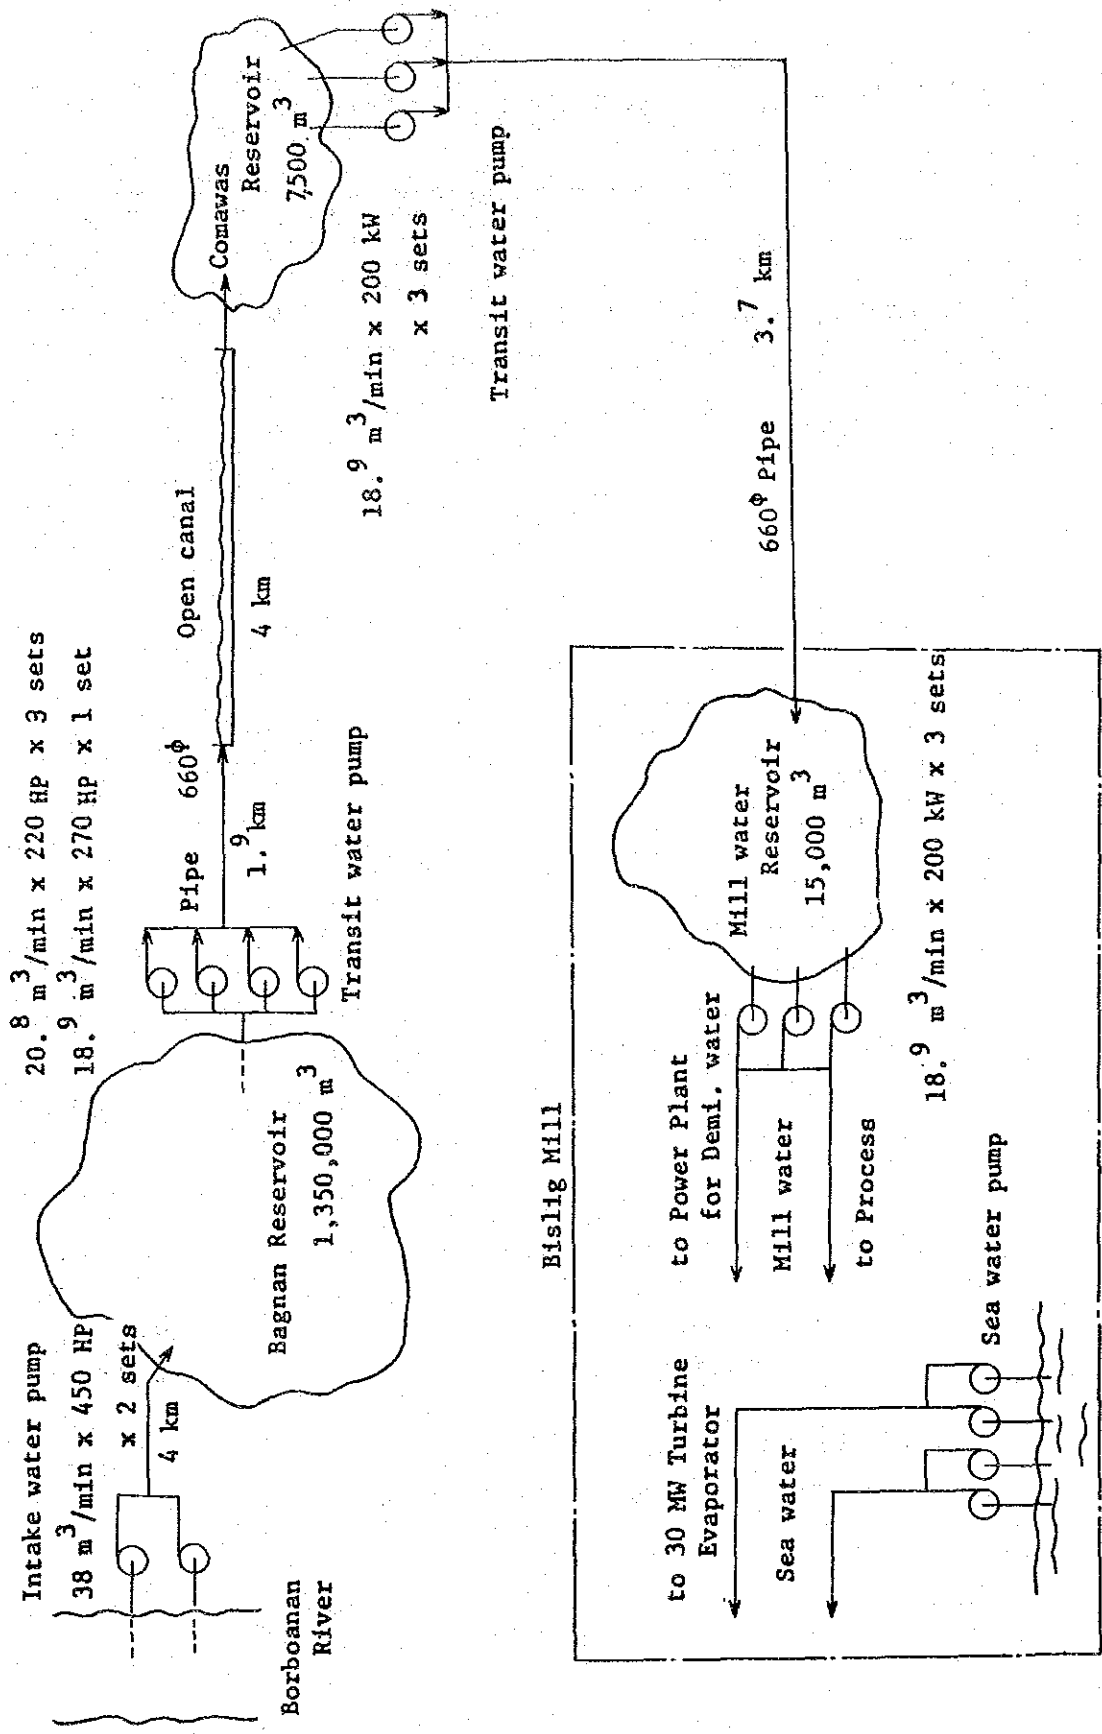 Intake water pump
38 m³/min x 450 HP
x 2 sets
4 km
Borboanan
River
Bagnan Reservoir
1,350,000 m³
20.⁸ m³/min x 220 HP x 3 sets
18.⁹ m³/min x 270 HP x 1 set
Pipe 660ᶲ
1.⁹ km
Transit water pump
Open canal
4 km
Comawas
Reservoir
7,500 m³
18.⁹ m³/min x 200 kW
x 3 sets
Transit water pump
660ᶲ Pipe 3.⁷ km
Bislig Mill
Mill water
Reservoir
15,000 m³
18.⁹ m³/min x 200 kW x 3 sets
to Power Plant
for Demi. water
Mill water
to Process
to 30 MW Turbine
Evaporator
Sea water
Sea water pump